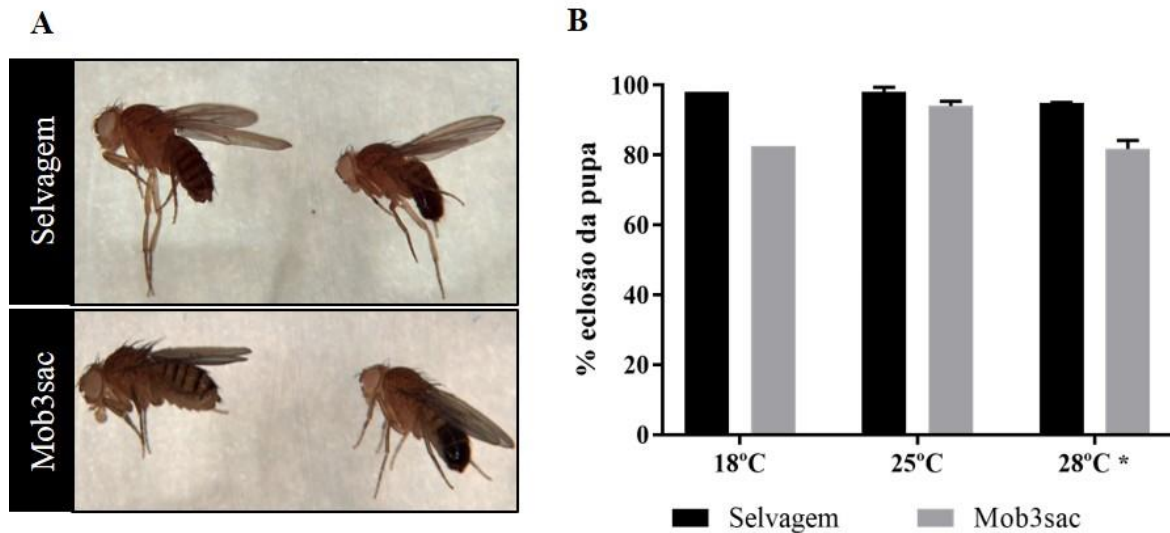 A
Selvagem
Mob3sac
B
% eclosão da pupa
100
80
60
40
20
0
18ºC
25ºC
28ºC *
Selvagem
Mob3sac